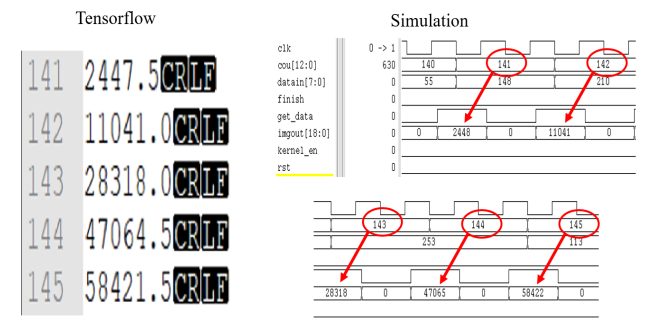 Tensorflow
141 2447.5CRLF
142 11041.0CRLF
143 28318.0CRLF
144 47064.5CRLF
145 58421.5CRLF
Simulation
clk 0 -> 1
cou[12:0] 630 140 141 142
datain[7:0] 0 55 148 210
finish 0
get_data 0
imgout[18:0] 0 0 2448 0 11041 0
kernel_en 0
rst 0
143 144 145
253 113
28318 0 47065 0 58422 0